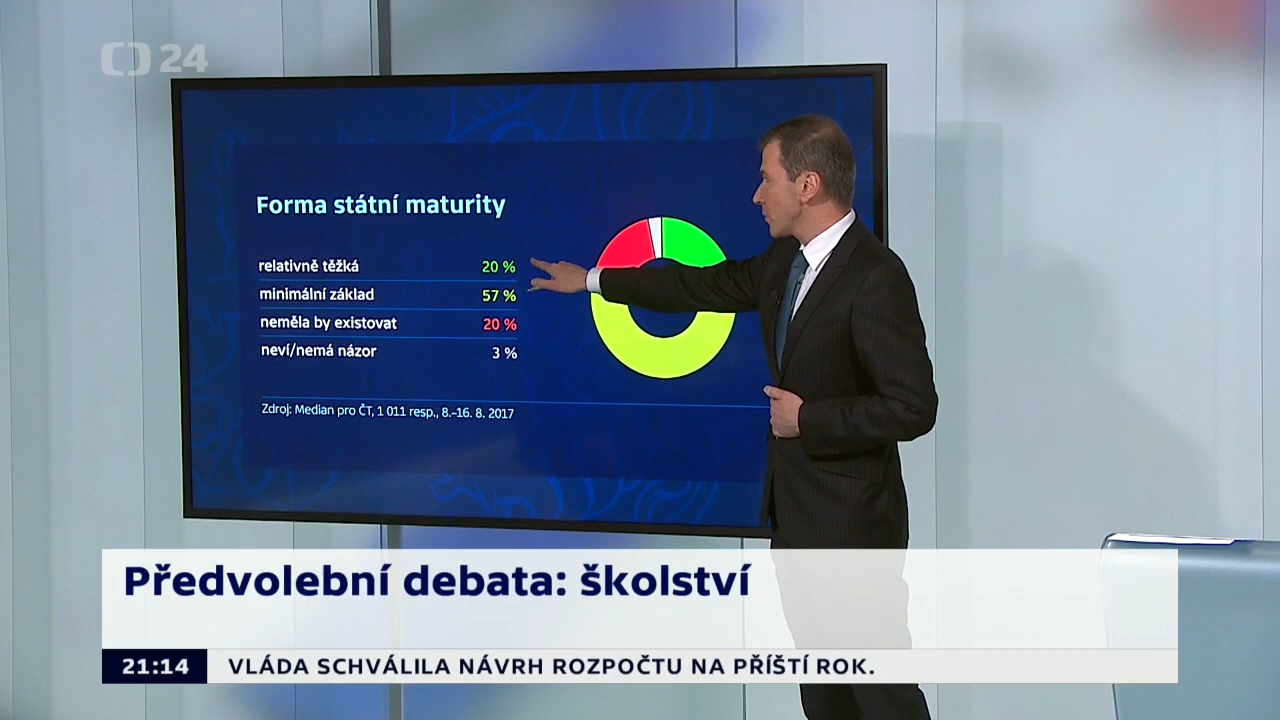 ČT 24
Forma státní maturity
relativně těžká 20 %
minimální základ 57 %
neměla by existovat 20 %
neví/nemá názor 3 %
Zdroj: Median pro ČT, 1 011 resp., 8.–16. 8. 2017
Předvolební debata: školství
21:14 VLÁDA SCHVÁLILA NÁVRH ROZPOČTU NA PŘÍŠTÍ ROK.